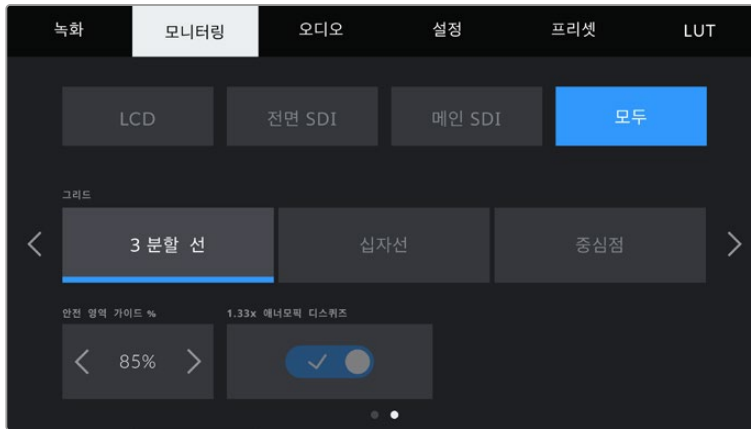 녹화 모니터링 오디오 설정 프리셋 LUT
LCD 전면 SDI 메인 SDI 모두
그리드
3 분할 선 십자선 중심점
안전 영역 가이드 % 1.33x 애너모픽 디스퀴즈
85%